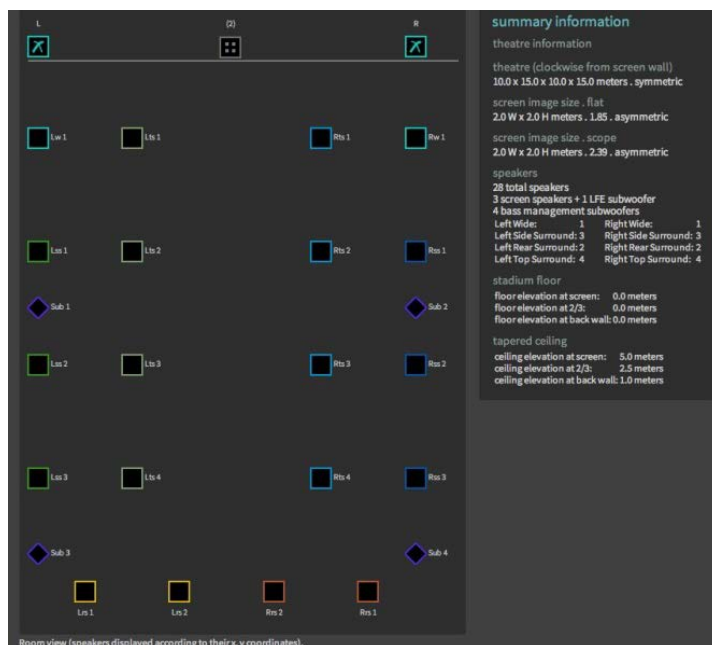 L (2) R
Lw 1 Lts 1 Rts 1 Rw 1
Lss 1 Lts 2 Rts 2 Rss 1
Sub 1 Sub 2
Lss 2 Lts 3 Rts 3 Rss 2
Lss 3 Lts 4 Rts 4 Rss 3
Sub 3 Sub 4
Lrs 1 Lrs 2 Rrs 2 Rrs 1
Room view (speakers displayed according to their x, y coordinates).
summary information
theatre information
theatre (clockwise from screen wall)
10.0 x 15.0 x 10.0 x 15.0 meters . symmetric
screen image size . flat
2.0 W x 2.0 H meters . 1.85 . asymmetric
screen image size . scope
2.0 W x 2.0 H meters . 2.39 . asymmetric
speakers
28 total speakers
3 screen speakers + 1 LFE subwoofer
4 bass management subwoofers
Left Wide: 1 Right Wide: 1
Left Side Surround: 3 Right Side Surround: 3
Left Rear Surround: 2 Right Rear Surround: 2
Left Top Surround: 4 Right Top Surround: 4
stadium floor
floor elevation at screen: 0.0 meters
floor elevation at 2/3: 0.0 meters
floor elevation at back wall: 0.0 meters
tapered ceiling
ceiling elevation at screen: 5.0 meters
ceiling elevation at 2/3: 2.5 meters
ceiling elevation at back wall: 1.0 meters